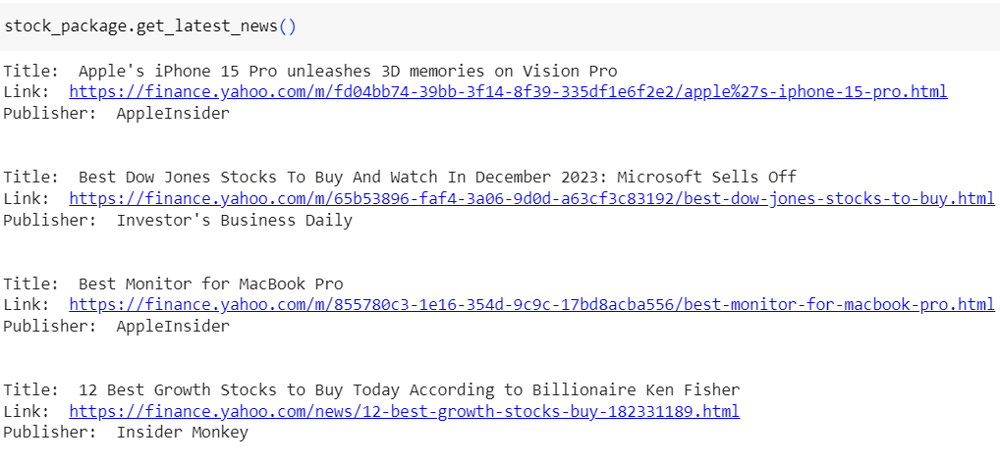 stock_package.get_latest_news()
Title:  Apple's iPhone 15 Pro unleashes 3D memories on Vision Pro
Link:  https://finance.yahoo.com/m/fd04bb74-39bb-3f14-8f39-335df1e6f2e2/apple%27s-iphone-15-pro.html
Publisher:  AppleInsider
Title:  Best Dow Jones Stocks To Buy And Watch In December 2023: Microsoft Sells Off
Link:  https://finance.yahoo.com/m/65b53896-faf4-3a06-9d0d-a63cf3c83192/best-dow-jones-stocks-to-buy.html
Publisher:  Investor's Business Daily
Title:  Best Monitor for MacBook Pro
Link:  https://finance.yahoo.com/m/855780c3-1e16-354d-9c9c-17bd8acba556/best-monitor-for-macbook-pro.html
Publisher:  AppleInsider
Title:  12 Best Growth Stocks to Buy Today According to Billionaire Ken Fisher
Link:  https://finance.yahoo.com/news/12-best-growth-stocks-buy-182331189.html
Publisher:  Insider Monkey